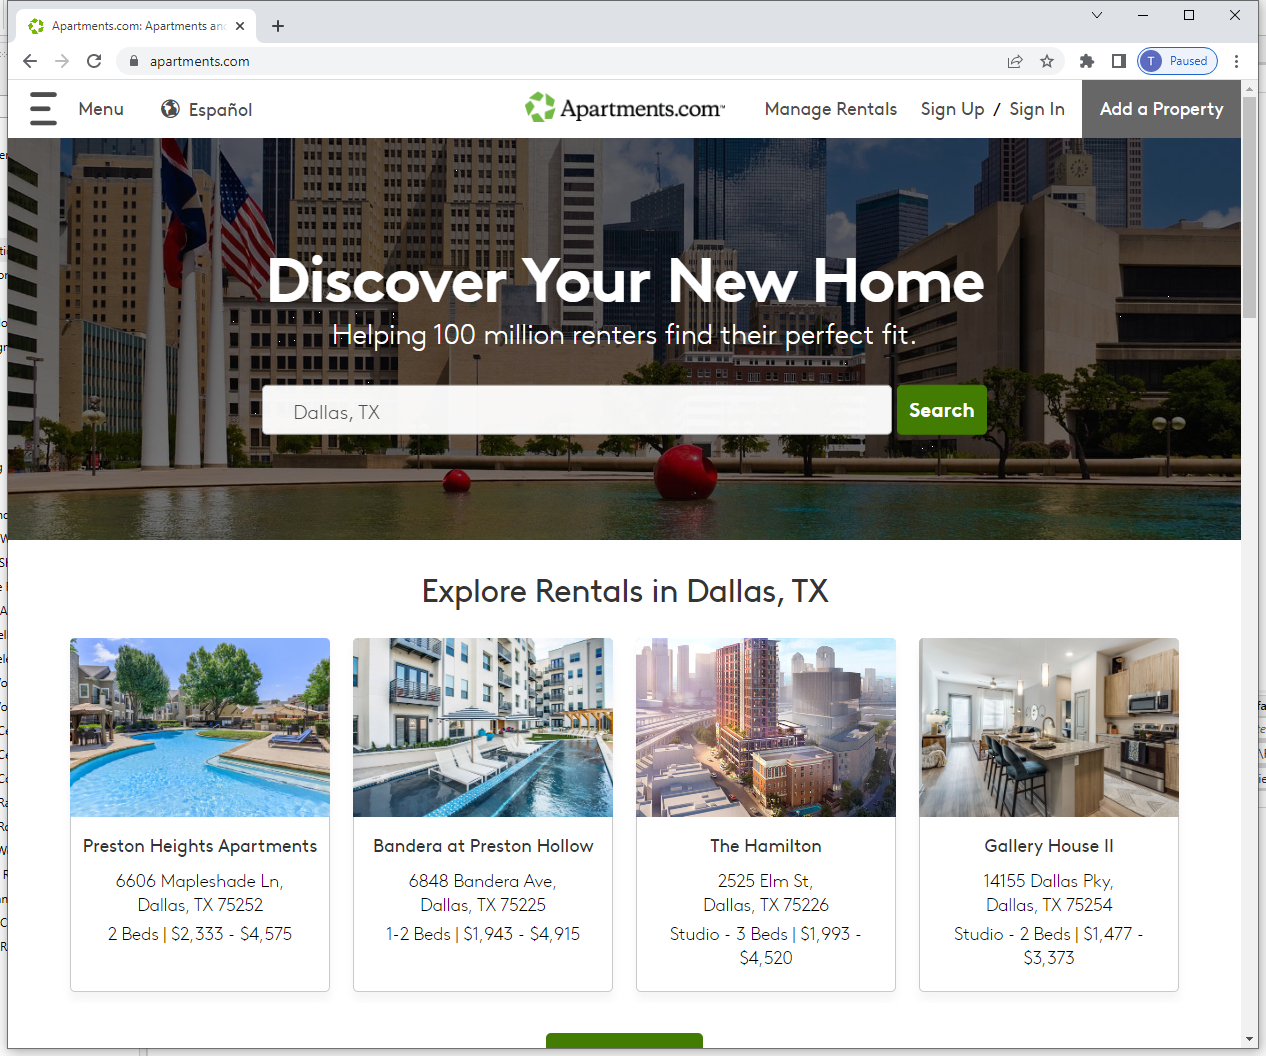 Apartments.com: Apartments and
apartments.com
T Paused
Menu
Español
Apartments.com™
Manage Rentals
Sign Up / Sign In
Add a Property
Discover Your New Home
Helping 100 million renters find their perfect fit.
Dallas, TX
Search
Explore Rentals in Dallas, TX
Preston Heights Apartments
6606 Mapleshade Ln,
Dallas, TX 75252
2 Beds | $2,333 - $4,575
Bandera at Preston Hollow
6848 Bandera Ave,
Dallas, TX 75225
1-2 Beds | $1,943 - $4,915
The Hamilton
2525 Elm St,
Dallas, TX 75226
Studio - 3 Beds | $1,993 -
$4,520
Gallery House II
14155 Dallas Pky,
Dallas, TX 75254
Studio - 2 Beds | $1,477 -
$3,373